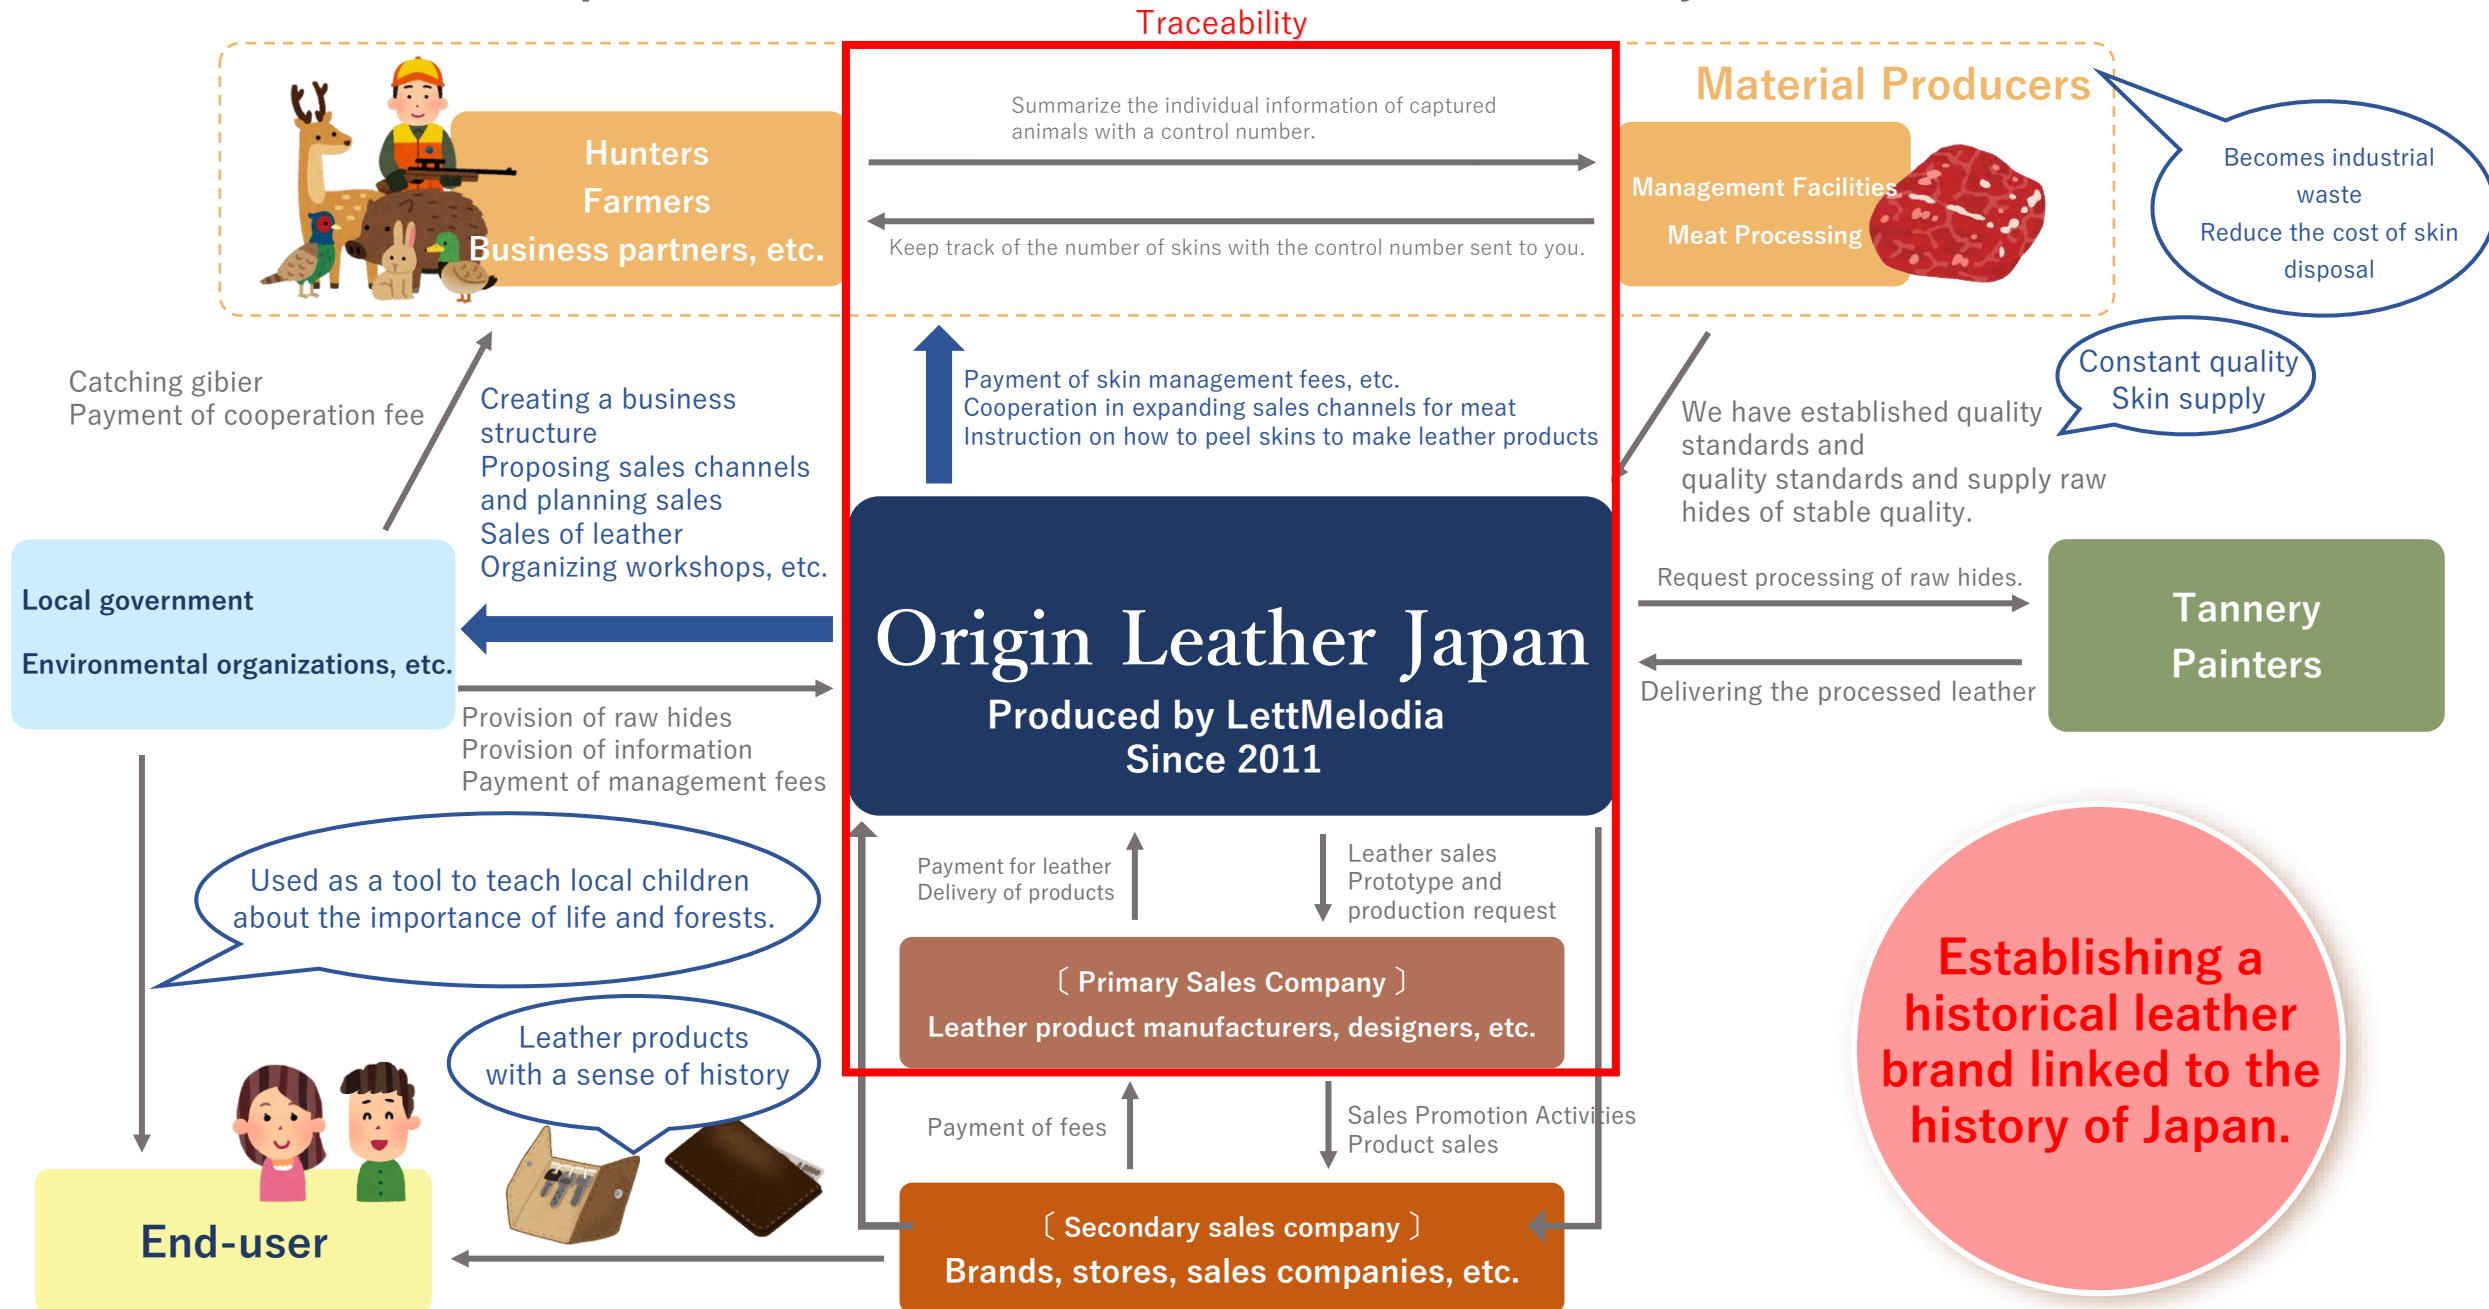 Traceability
Material Producers
Hunters
Farmers
Business partners, etc.
Summarize the individual information of captured
animals with a control number.
Keep track of the number of skins with the control number sent to you.
Management Facilities
Meat Processing
Becomes industrial
waste
Reduce the cost of skin
disposal
Constant quality
Skin supply
Catching gibier
Payment of cooperation fee
Creating a business
structure
Proposing sales channels
and planning sales
Sales of leather
Organizing workshops, etc.
Payment of skin management fees, etc.
Cooperation in expanding sales channels for meat
Instruction on how to peel skins to make leather products
We have established quality
standards and
quality standards and supply raw
hides of stable quality.
Local government
Environmental organizations, etc.
Origin Leather Japan
Produced by LettMelodia
Since 2011
Request processing of raw hides.
Delivering the processed leather
Tannery
Painters
Provision of raw hides
Provision of information
Payment of management fees
Used as a tool to teach local children
about the importance of life and forests.
Payment for leather
Delivery of products
Leather sales
Prototype and
production request
〔 Primary Sales Company 〕
Leather product manufacturers, designers, etc.
Leather products
with a sense of history
Payment of fees
Sales Promotion Activities
Product sales
Establishing a
historical leather
brand linked to the
history of Japan.
End-user
〔 Secondary sales company 〕
Brands, stores, sales companies, etc.